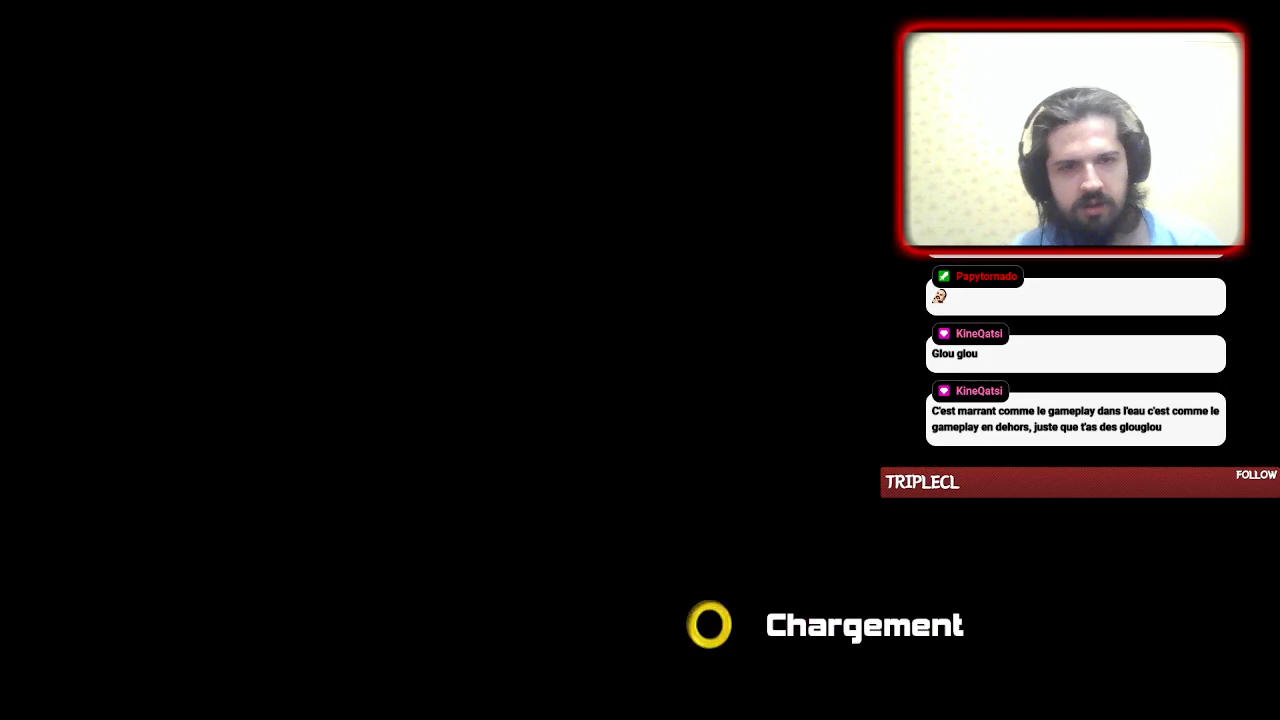 Papytornado
KineQatsi
Glou glou
KineQatsi
C'est marrant comme le gameplay dans l'eau c'est comme le
gameplay en dehors, juste que t'as des glouglou
TRIPLECL
FOLLOW
Chargement